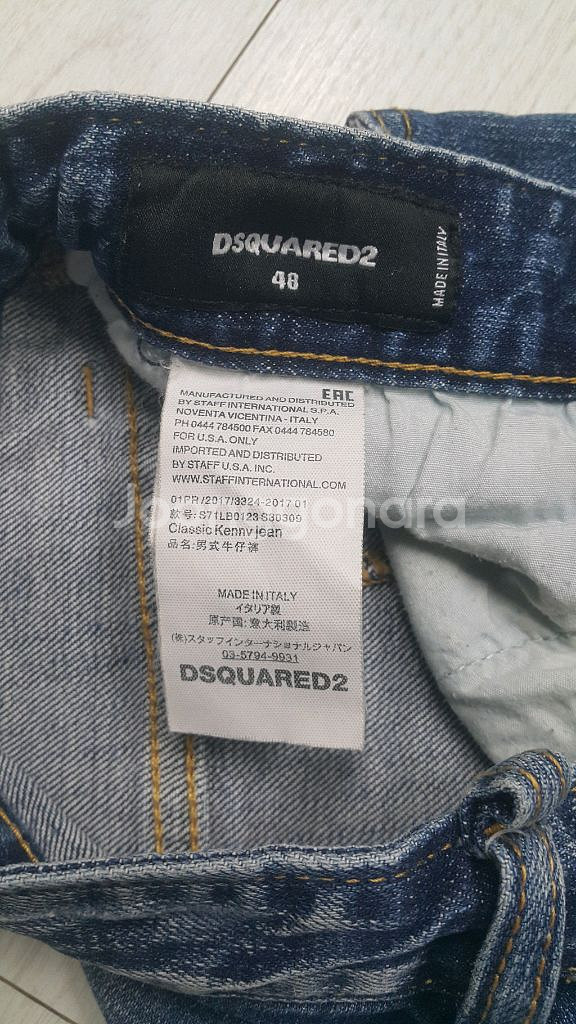 DSQUARED2
48
MADE IN ITALY
EAC
MANUFACTURED AND DISTRIBUTED
BY STAFF INTERNATIONAL S.P.A.
NOVENTA VICENTINA - ITALY
PH 0444 784500 FAX 0444 784580
FOR U.S.A. ONLY
IMPORTED AND DISTRIBUTED
BY STAFF U.S.A. INC.
WWW.STAFFINTERNATIONAL.COM
01PR/2017/3324-2017 01
款号: S71LB0123 S30309
Classic Kenny jean
品名: 男式牛仔裤
MADE IN ITALY
イタリア製
原产国: 意大利製造
(株)スタッフインターナショナルジャパン
03-5794-9931
DSQUARED2